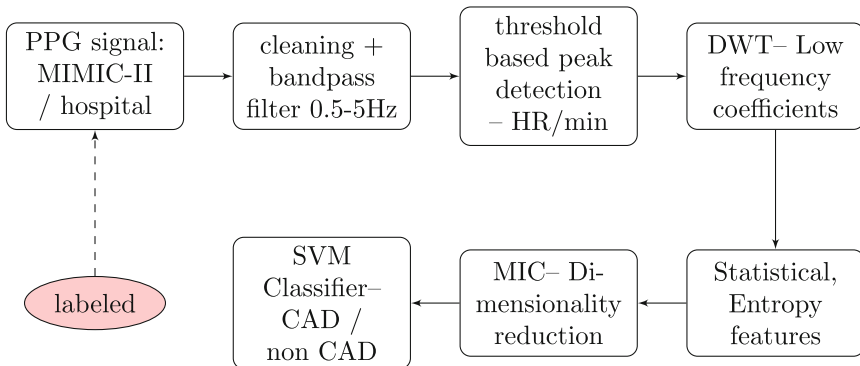 PPG signal:
MIMIC-II
/ hospital
cleaning +
bandpass
filter 0.5-5Hz
threshold
based peak
detection
– HR/min
DWT– Low
frequency
coefficients
Statistical,
Entropy
features
MIC– Di-
mensionality
reduction
SVM
Classifier–
CAD /
non CAD
labeled